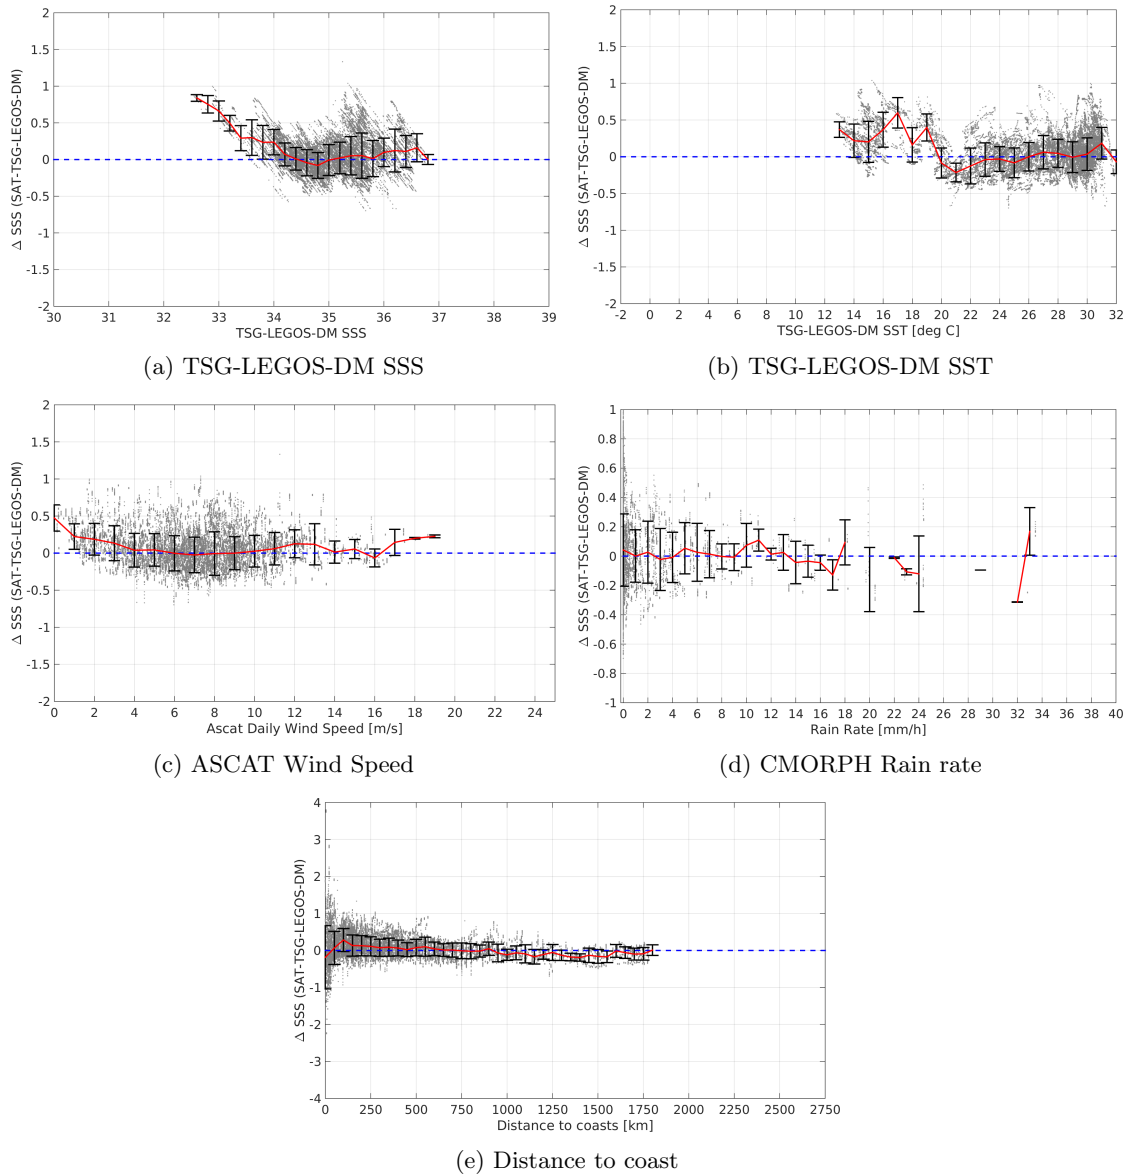 2
1.5
1
0.5
0
-0.5
-1
-1.5
-2
Δ SSS (SAT-TSG-LEGOS-DM)
30 31 32 33 34 35 36 37 38 39
TSG-LEGOS-DM SSS
(a) TSG-LEGOS-DM SSS
2
1.5
1
0.5
0
-0.5
-1
-1.5
-2
Δ SSS (SAT-TSG-LEGOS-DM)
-2 0 2 4 6 8 10 12 14 16 18 20 22 24 26 28 30 32
TSG-LEGOS-DM SST [deg C]
(b) TSG-LEGOS-DM SST
2
1.5
1
0.5
0
-0.5
-1
-1.5
-2
Δ SSS (SAT-TSG-LEGOS-DM)
0 2 4 6 8 10 12 14 16 18 20 22 24
Ascat Daily Wind Speed [m/s]
(c) ASCAT Wind Speed
1
0.8
0.6
0.4
0.2
0
-0.2
-0.4
-0.6
-0.8
-1
Δ SSS (SAT-TSG-LEGOS-DM)
0 2 4 6 8 10 12 14 16 18 20 22 24 26 28 30 32 34 36 38 40
Rain Rate [mm/h]
(d) CMORPH Rain rate
4
3
2
1
0
-1
-2
-3
-4
Δ SSS (SAT-TSG-LEGOS-DM)
0 250 500 750 1000 1250 1500 1750 2000 2250 2500 2750
Distance to coasts [km]
(e) Distance to coast